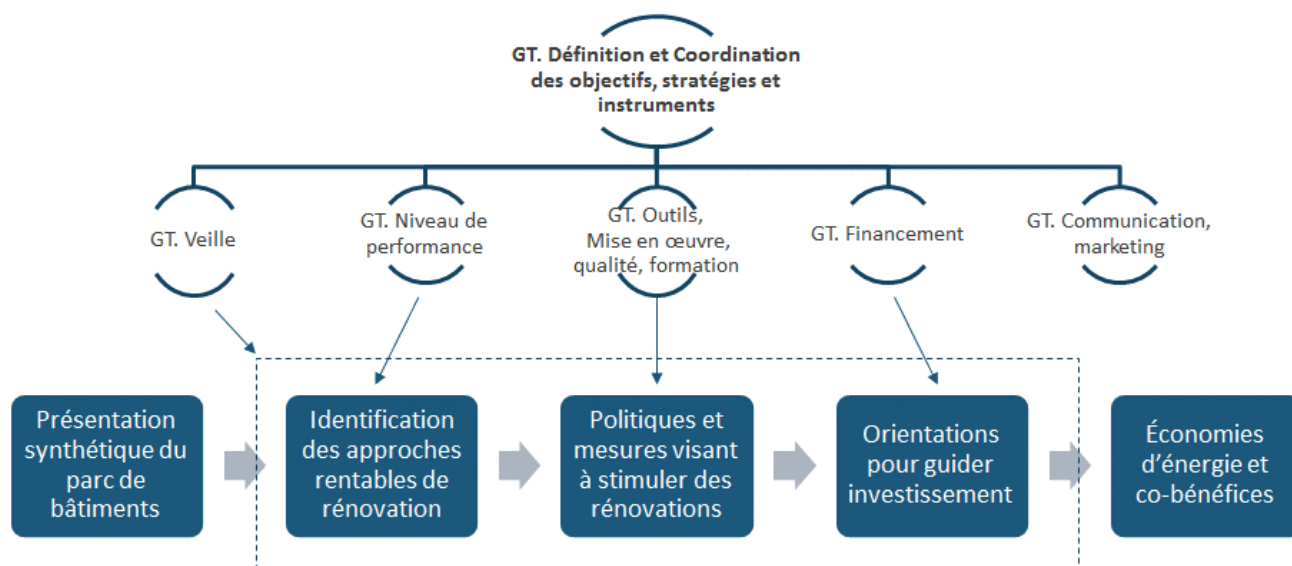 GT. Définition et Coordination
des objectifs, stratégies et
instruments
GT. Veille
GT. Niveau de
performance
GT. Outils,
Mise en œuvre,
qualité, formation
GT. Financement
GT. Communication,
marketing
Présentation
synthétique du
parc de
bâtiments
Identification
des approches
rentables de
rénovation
Politiques et
mesures visant
à stimuler des
rénovations
Orientations
pour guider
investissement
Économies
d’énergie et
co-bénéfices